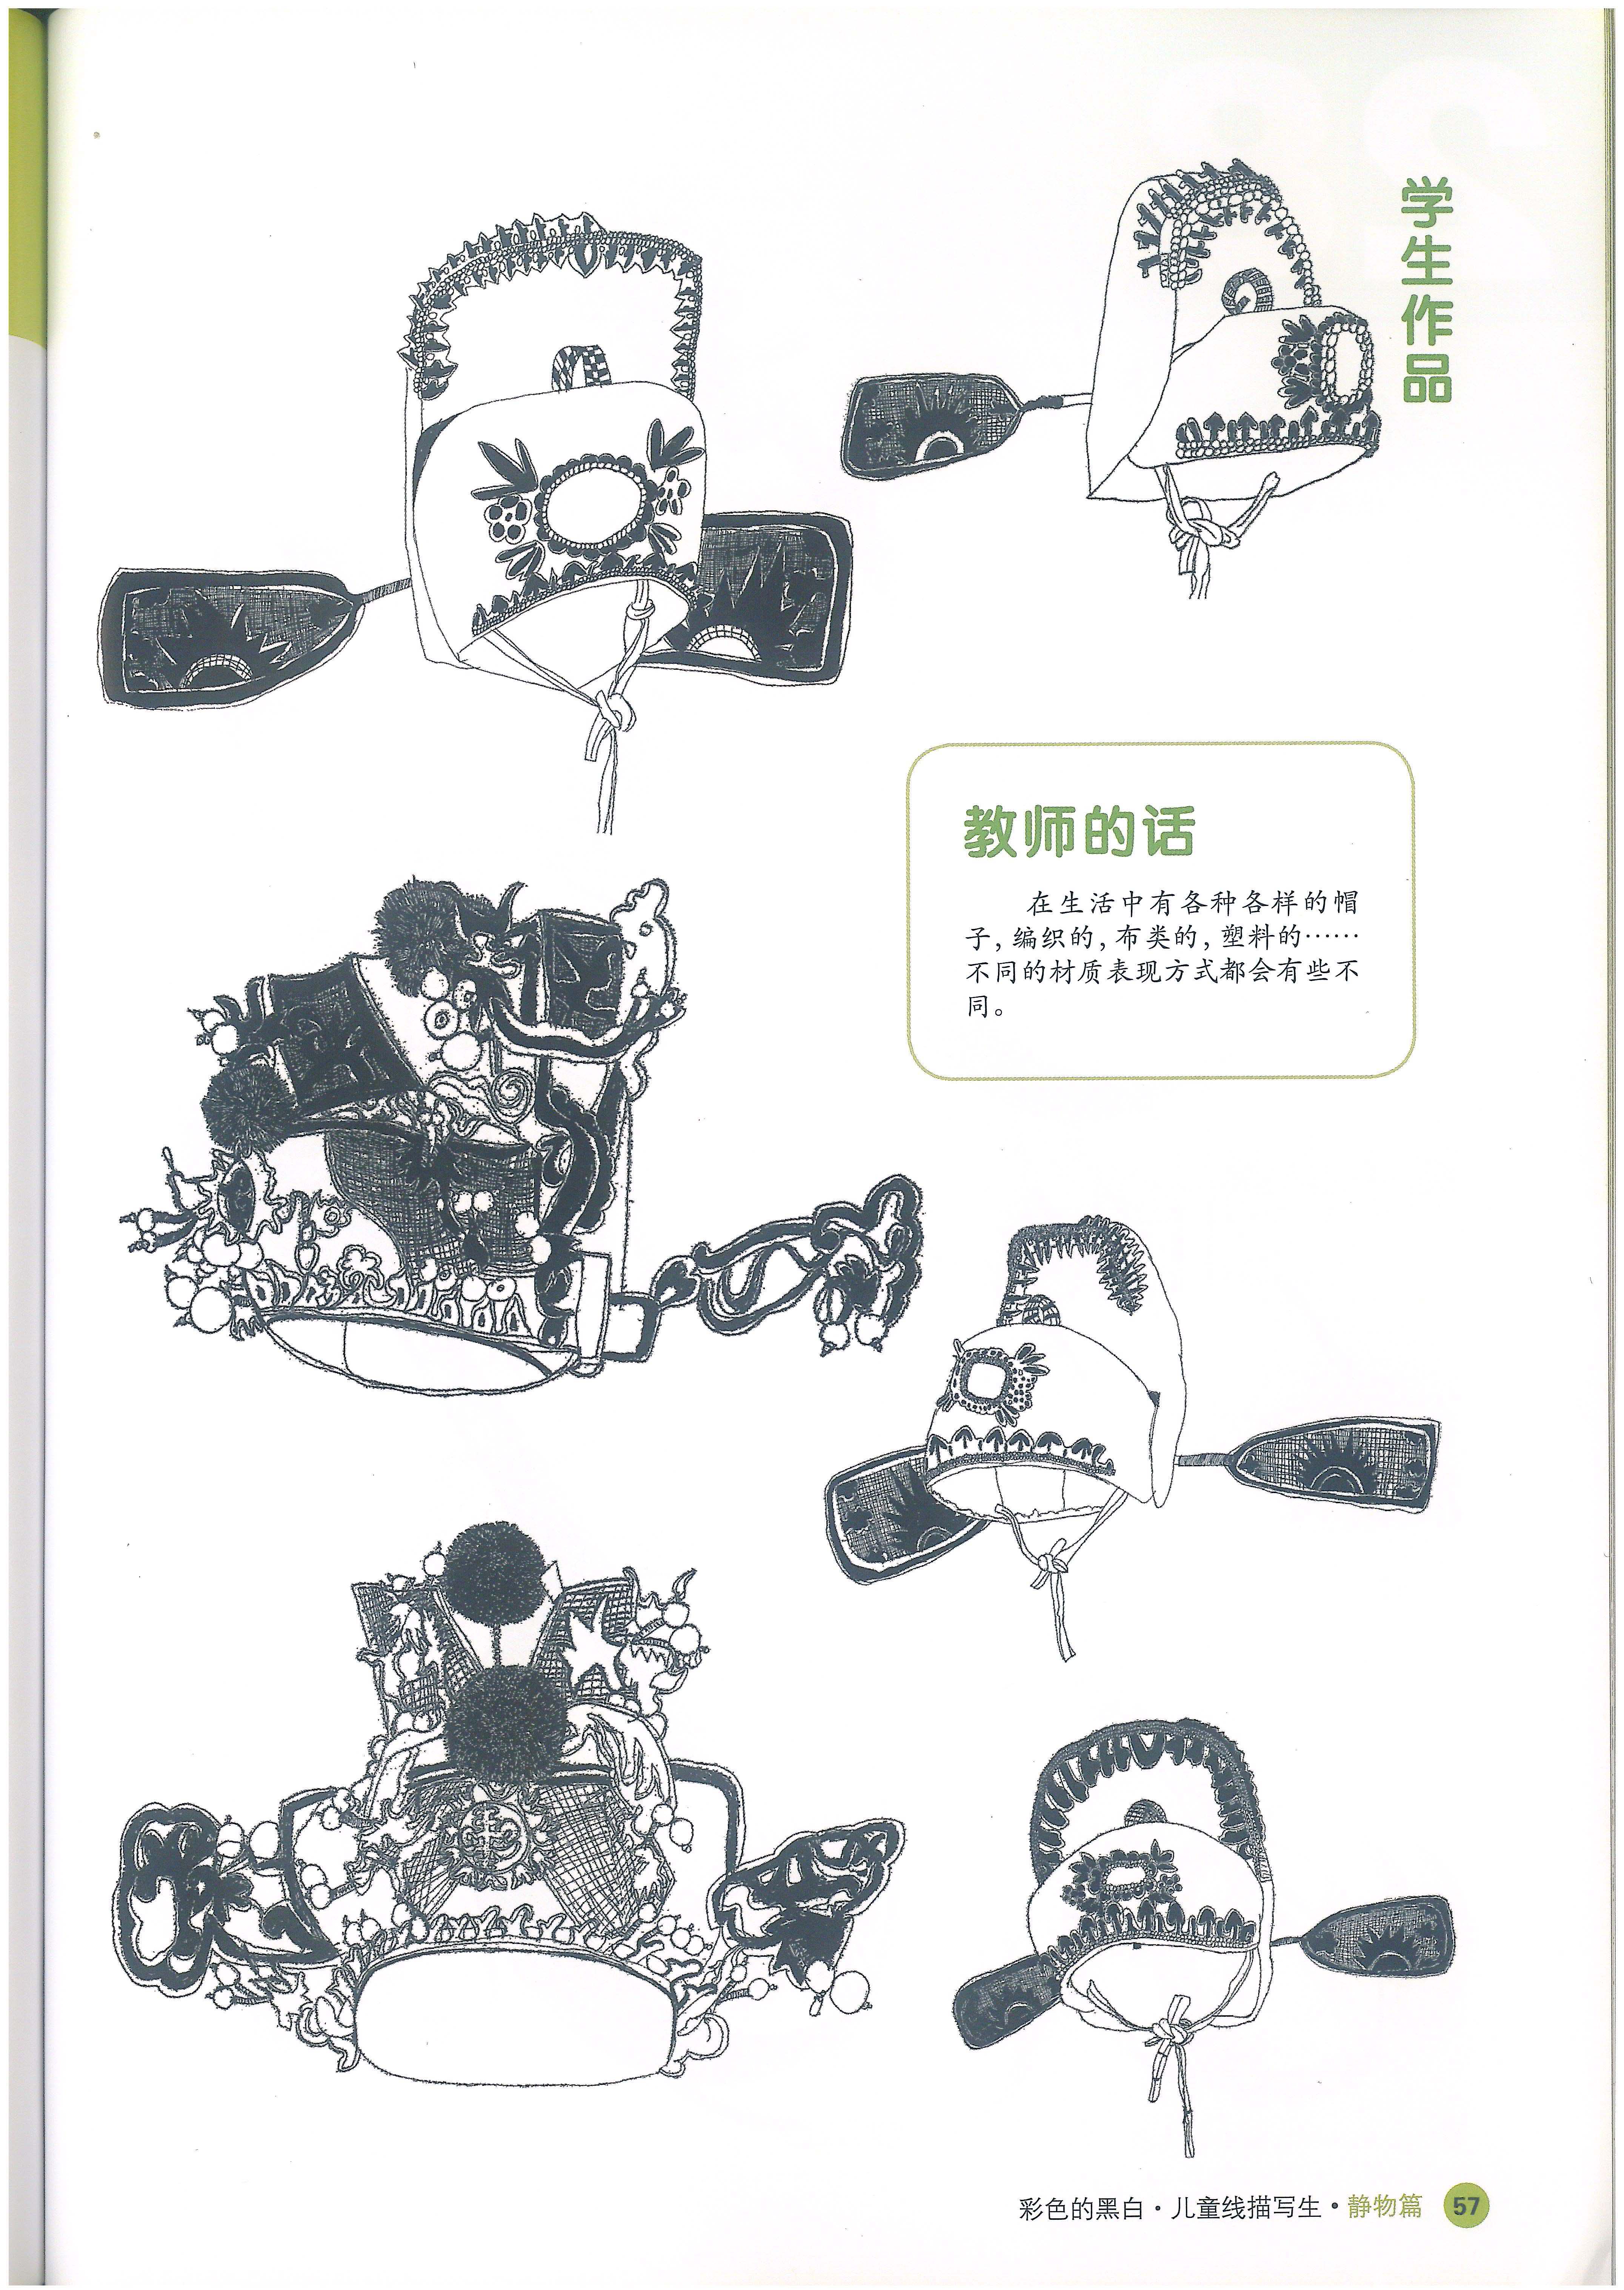 学生作品
教师的话
在生活中有各种各样的帽
子，编织的，布类的，塑料的……
不同的材质表现方式都会有些不
同。
彩色的黑白·儿童线描写生·静物篇 57